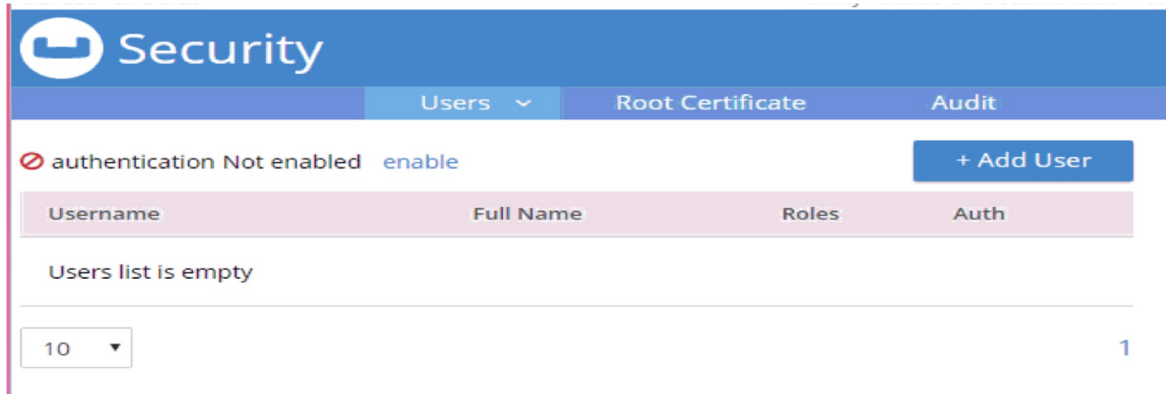 Security
Users Root Certificate Audit
authentication Not enabled enable + Add User
Username Full Name Roles Auth
Users list is empty
10 1